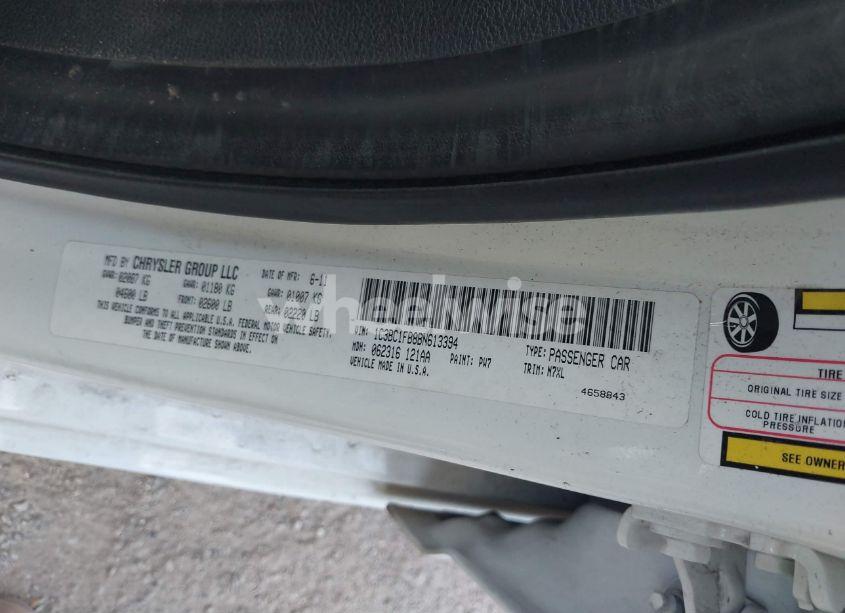 MFD BY CHRYSLER GROUP LLC
DATE OF MFR: 6-11
GVWR: 02087 KG
GAWR: 01180 KG
GAWR: 01007 KG
04600 LB
FRONT: 02600 LB
REAR: 02220 LB
THIS VEHICLE CONFORMS TO ALL APPLICABLE U.S.A. FEDERAL MOTOR VEHICLE SAFETY,
BUMPER AND THEFT PREVENTION STANDARDS IN EFFECT ON
THE DATE OF MANUFACTURE SHOWN ABOVE.
VIN: 1C3BC1FB8BN613394
TYPE: PASSENGER CAR
MDH: 062316 121AA
PAINT: PW7
TRIM: M7XL
VEHICLE MADE IN U.S.A.
4658843
TIRE
ORIGINAL TIRE SIZE
COLD TIRE INFLATION
PRESSURE
SEE OWNER
wheelwise